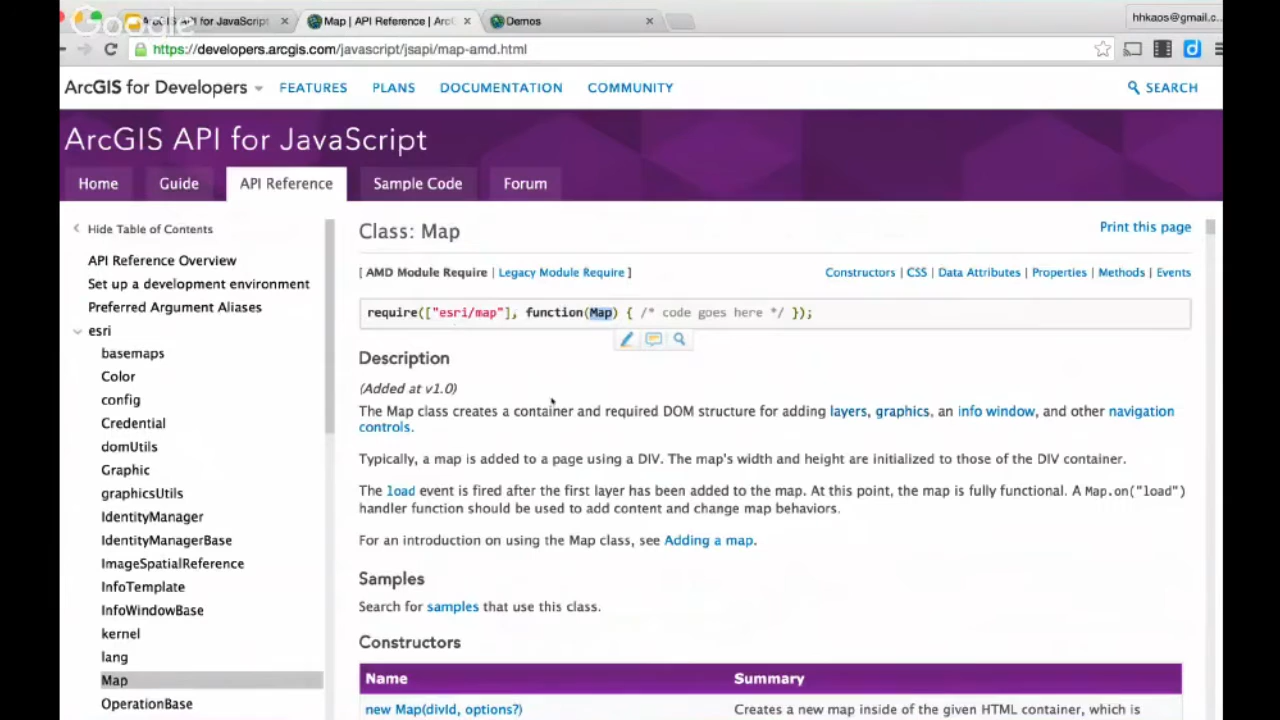 Google
ArcGIS API for JavaScript
Map | API Reference | Arc
Demos
hhkaos@gmail.c...
https://developers.arcgis.com/javascript/jsapi/map-amd.html
ArcGIS for Developers FEATURES PLANS DOCUMENTATION COMMUNITY SEARCH
ArcGIS API for JavaScript
Home Guide API Reference Sample Code Forum
Hide Table of Contents
API Reference Overview
Set up a development environment
Preferred Argument Aliases
esri
basemaps
Color
config
Credential
domUtils
Graphic
graphicsUtils
IdentityManager
IdentityManagerBase
ImageSpatialReference
InfoTemplate
InfoWindowBase
kernel
lang
Map
OperationBase
Class: Map
Print this page
[ AMD Module Require | Legacy Module Require ]
Constructors | CSS | Data Attributes | Properties | Methods | Events
require(["esri/map"], function(Map) { /* code goes here */ });
Description
(Added at v1.0)
The Map class creates a container and required DOM structure for adding layers, graphics, an info window, and other navigation
controls.
Typically, a map is added to a page using a DIV. The map's width and height are initialized to those of the DIV container.
The load event is fired after the first layer has been added to the map. At this point, the map is fully functional. A Map.on("load")
handler function should be used to add content and change map behaviors.
For an introduction on using the Map class, see Adding a map.
Samples
Search for samples that use this class.
Constructors
Name Summary
new Map(divId, options?) Creates a new map inside of the given HTML container, which is